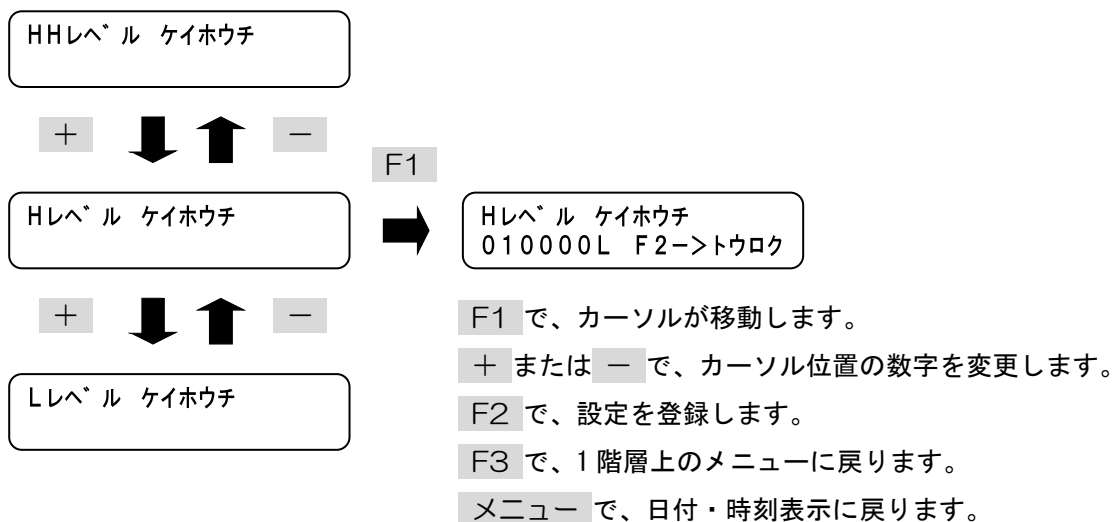 HHレベル ケイホウチ
+ −
F1
Hレベル ケイホウチ
Hレベル ケイホウチ
010000L F2−>トウロク
+ −
Lレベル ケイホウチ
F1 で、カーソルが移動します。
+ または − で、カーソル位置の数字を変更します。
F2 で、設定を登録します。
F3 で、1階層上のメニューに戻ります。
メニュー で、日付・時刻表示に戻ります。